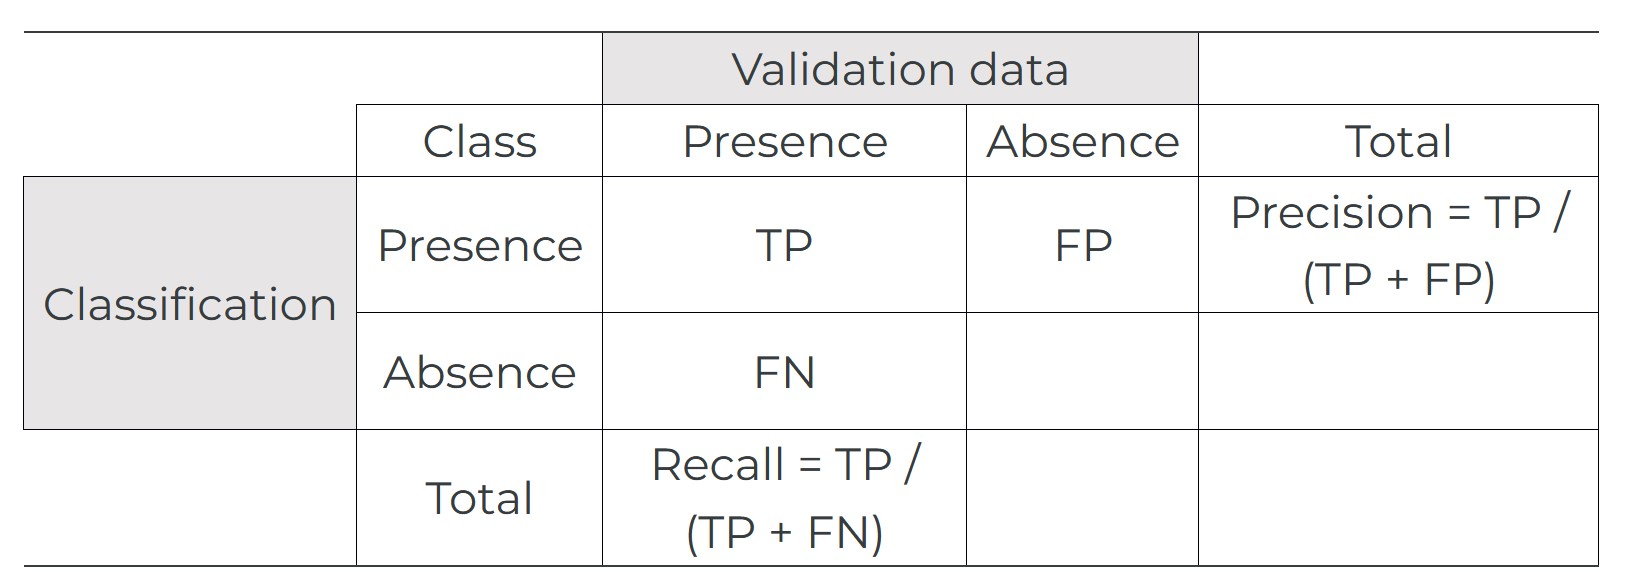 Validation data
Class Presence Absence Total
Classification
Presence TP FP Precision = TP /
(TP + FP)
Absence FN
Total Recall = TP /
(TP + FN)